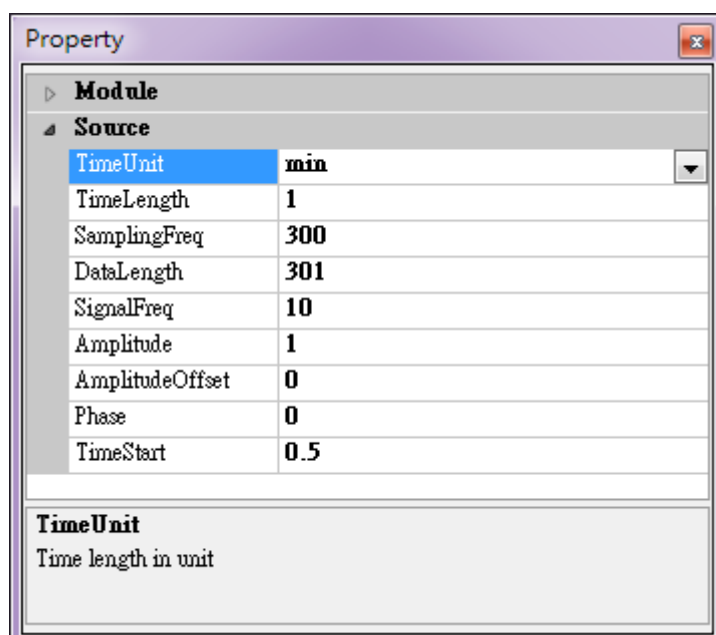 Property
Module
Source
TimeUnit min
TimeLength 1
SamplingFreq 300
DataLength 301
SignalFreq 10
Amplitude 1
AmplitudeOffset 0
Phase 0
TimeStart 0.5
TimeUnit
Time length in unit